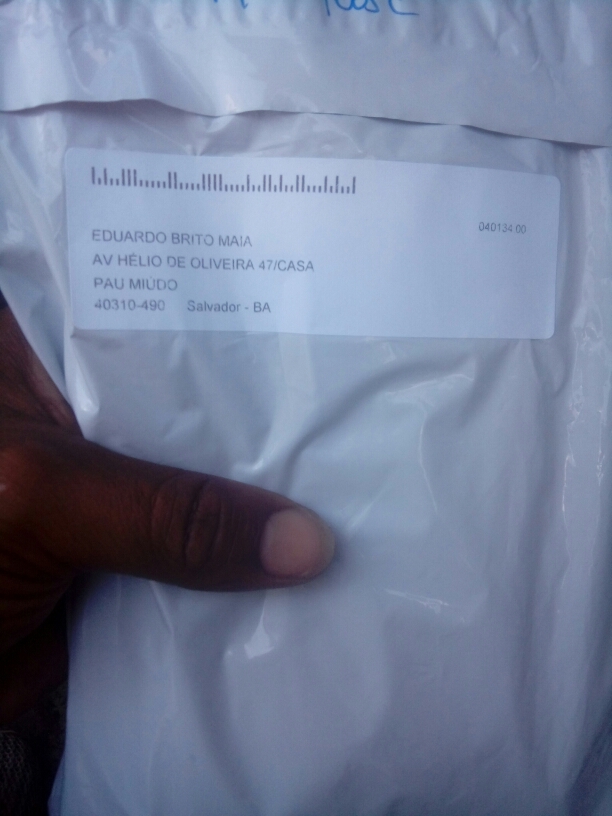 040134 00
EDUARDO BRITO MAIA
AV HÉLIO DE OLIVEIRA 47/CASA
PAU MIÚDO
40310-490 Salvador - BA